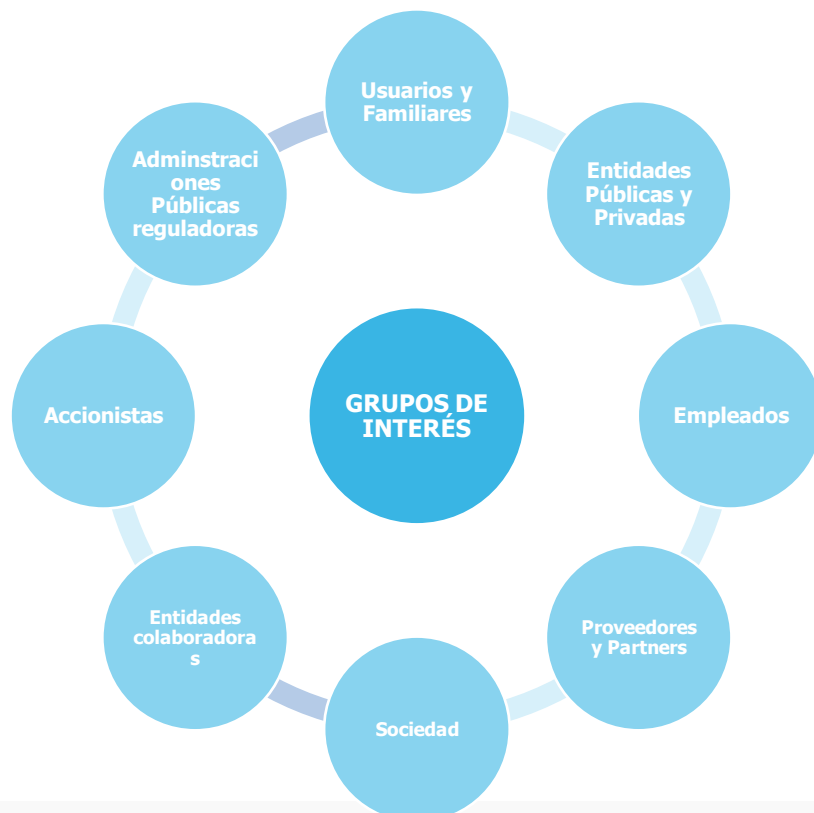 Usuarios y
Familiares
Entidades
Públicas y
Privadas
Empleados
Proveedores
y Partners
Sociedad
Entidades
colaboradora
s
Accionistas
Adminstraci
ones
Públicas
reguladoras
GRUPOS DE
INTERÉS